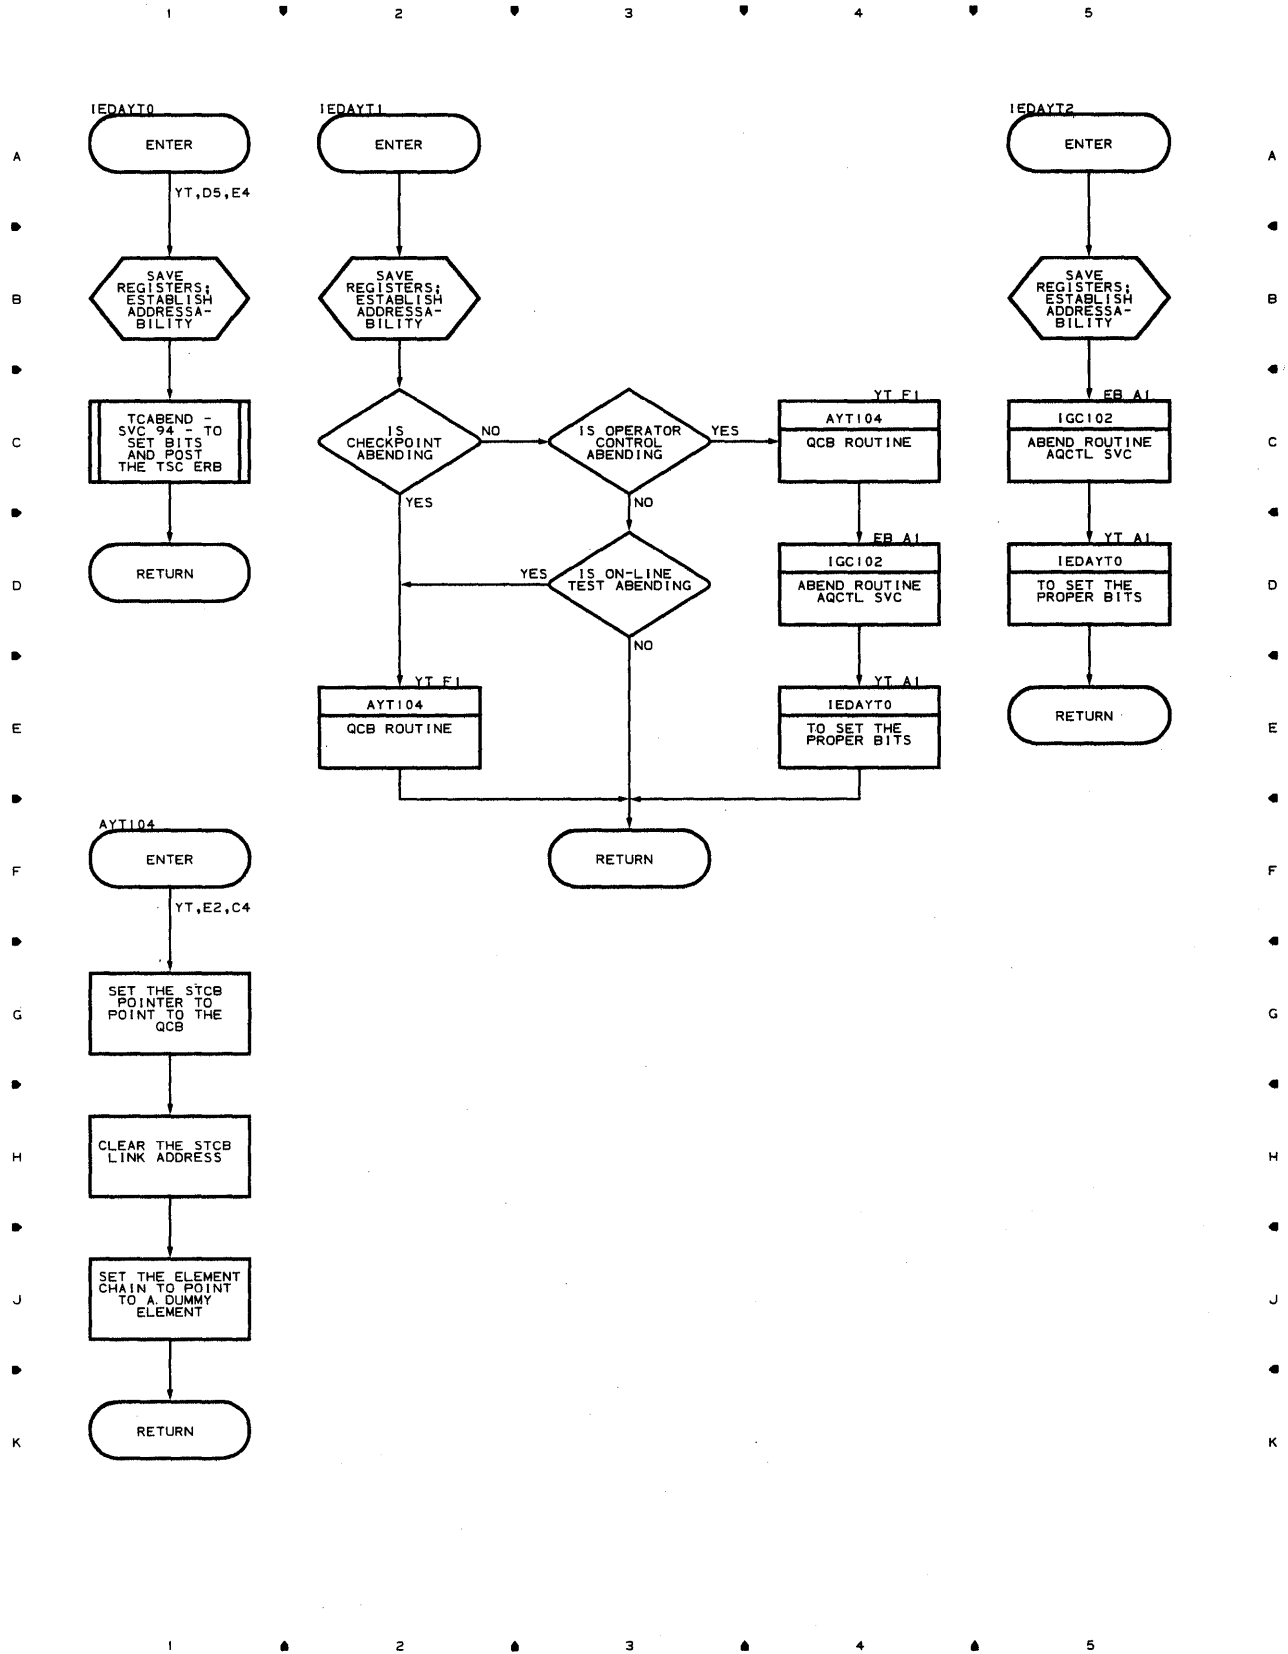 1 2 3 4 5
IEDAYT0
ENTER
YT,D5,E4
SAVE
REGISTERS;
ESTABLISH
ADDRESSA-
BILITY
TCABEND -
SVC 94 - TO
SET BITS
AND POST
THE TSC ERB
RETURN
IEDAYT1
ENTER
SAVE
REGISTERS;
ESTABLISH
ADDRESSA-
BILITY
IS
CHECKPOINT
ABENDING
NO
YES
IS OPERATOR
CONTROL
ABENDING
YES
NO
IS ON-LINE
TEST ABENDING
YES
NO
YT F1
AYT104
QCB ROUTINE
YT F1
AYT104
QCB ROUTINE
EB A1
IGC102
ABEND ROUTINE
AQCTL SVC
YT A1
IEDAYT0
TO SET THE
PROPER BITS
RETURN
IEDAYT2
ENTER
SAVE
REGISTERS;
ESTABLISH
ADDRESSA-
BILITY
EB A1
IGC102
ABEND ROUTINE
AQCTL SVC
YT A1
IEDAYT0
TO SET THE
PROPER BITS
RETURN
AYT104
ENTER
YT,E2,C4
SET THE STCB
POINTER TO
POINT TO THE
QCB
CLEAR THE STCB
LINK ADDRESS
SET THE ELEMENT
CHAIN TO POINT
TO A DUMMY
ELEMENT
RETURN
A A
B B
C C
D D
E E
F F
G G
H H
J J
K K
1 2 3 4 5